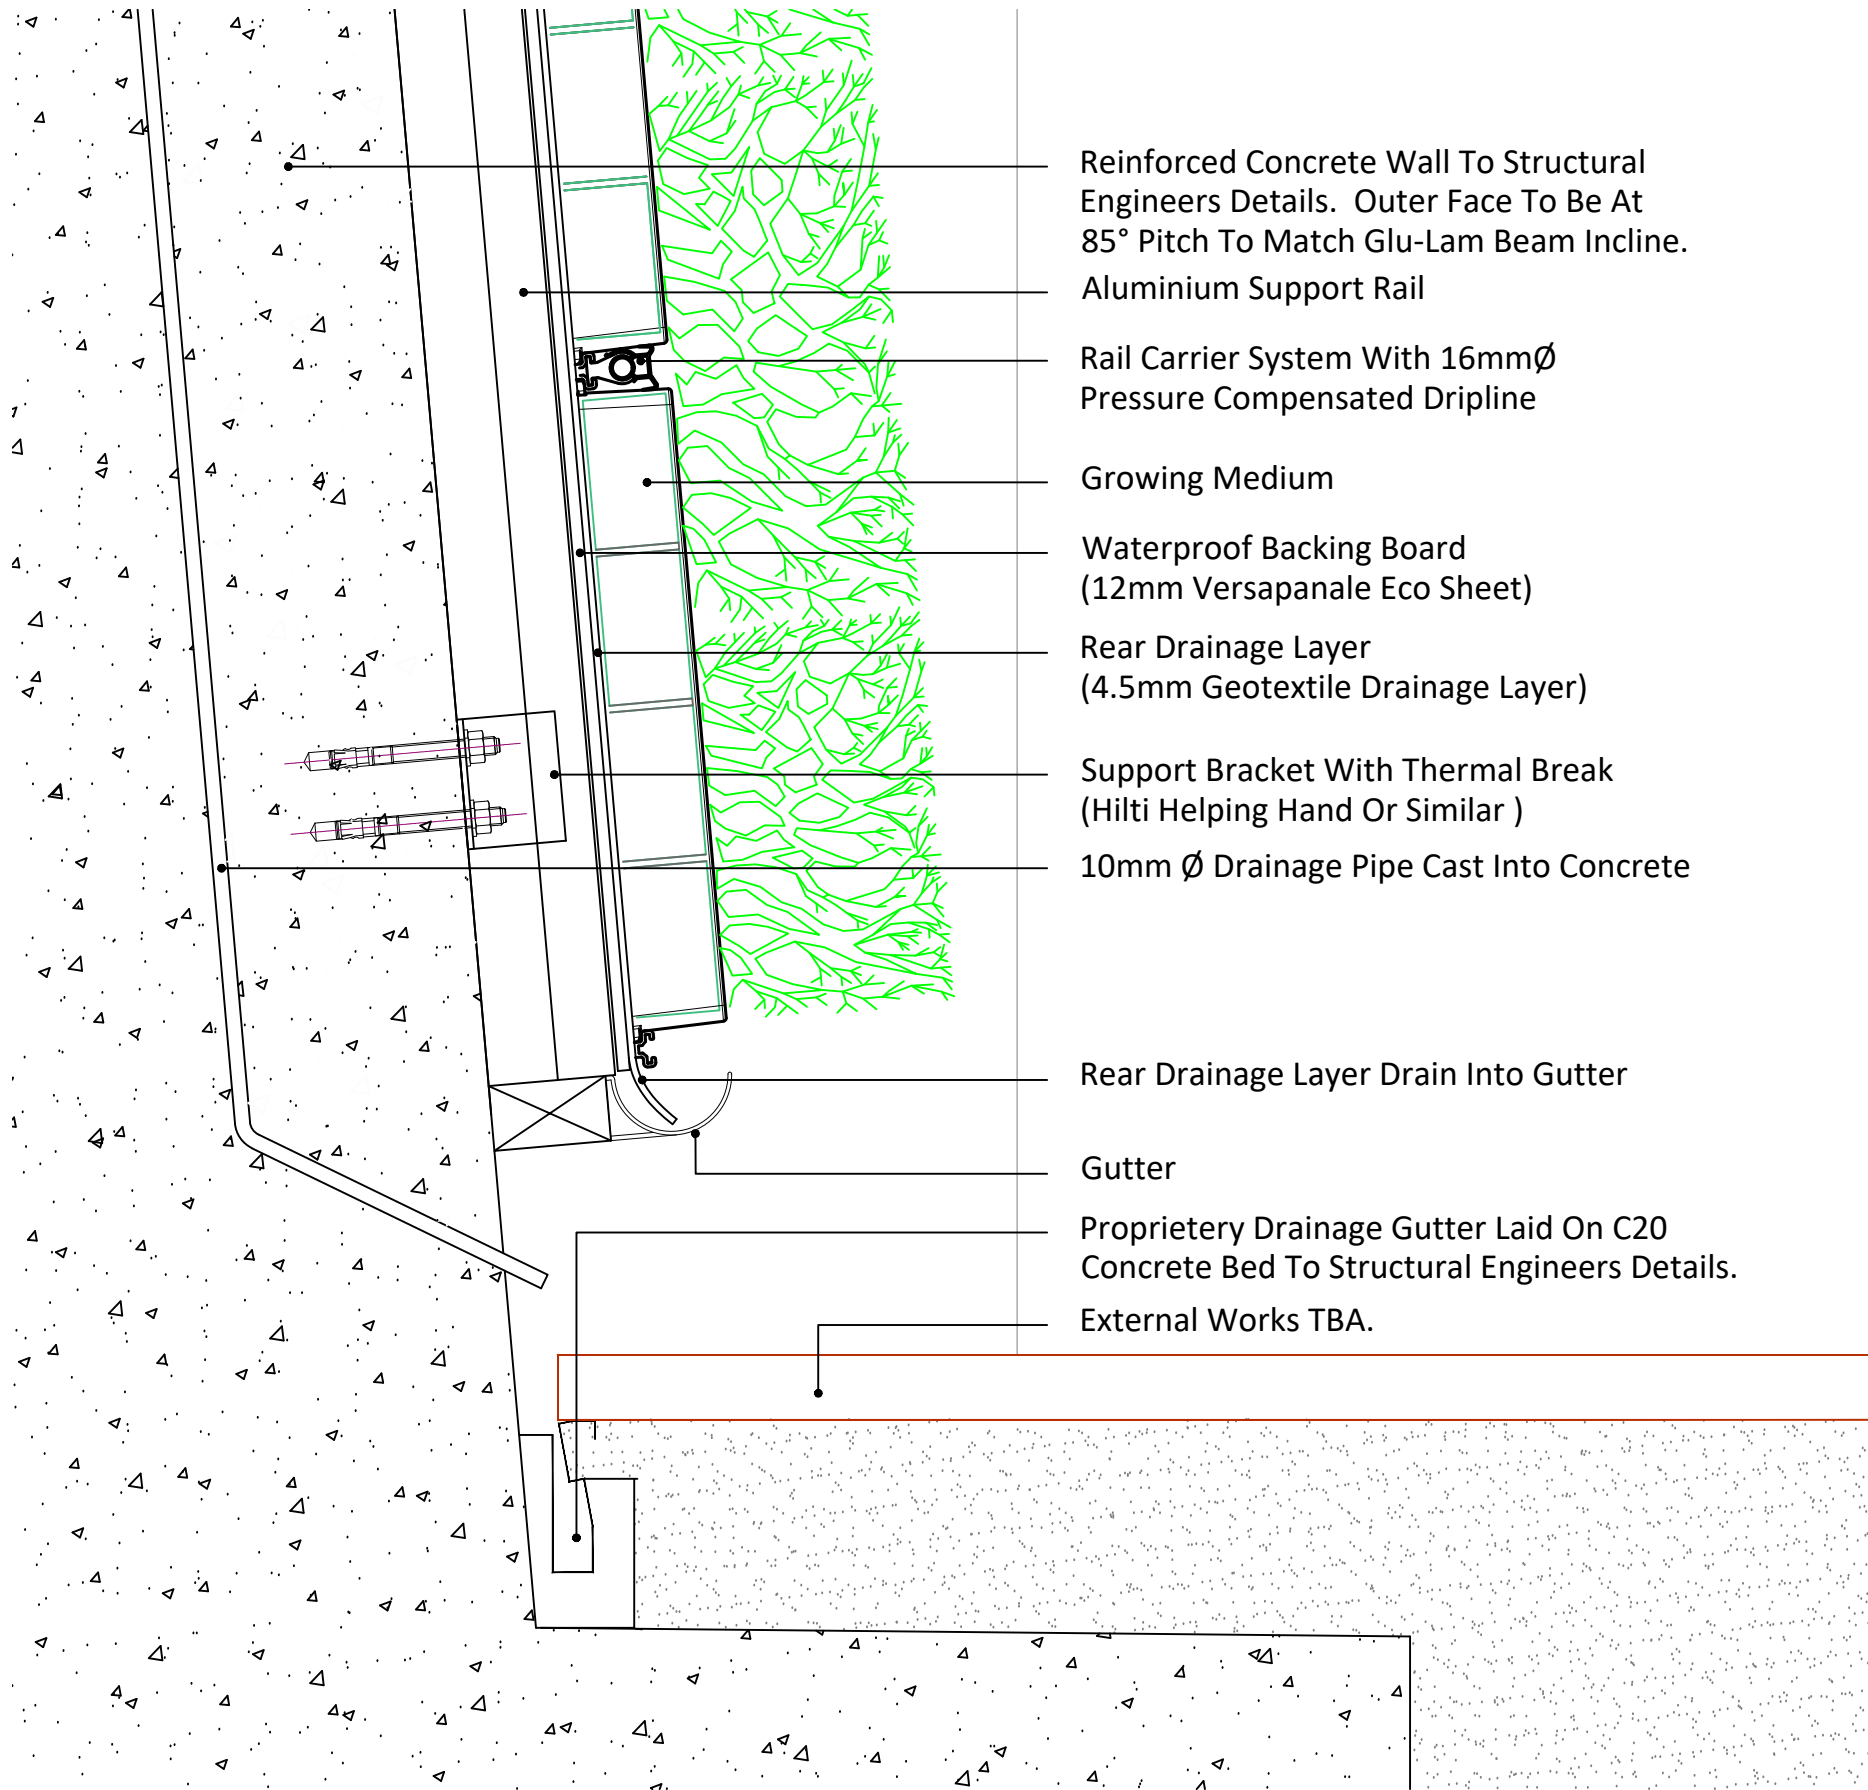 Reinforced Concrete Wall To Structural
Engineers Details.  Outer Face To Be At
85° Pitch To Match Glu-Lam Beam Incline.
Aluminium Support Rail
Rail Carrier System With 16mmØ
Pressure Compensated Dripline
Growing Medium
Waterproof Backing Board
(12mm Versapanale Eco Sheet)
Rear Drainage Layer
(4.5mm Geotextile Drainage Layer)
Support Bracket With Thermal Break
(Hilti Helping Hand Or Similar )
10mm Ø Drainage Pipe Cast Into Concrete
Rear Drainage Layer Drain Into Gutter
Gutter
Proprietery Drainage Gutter Laid On C20
Concrete Bed To Structural Engineers Details.
External Works TBA.